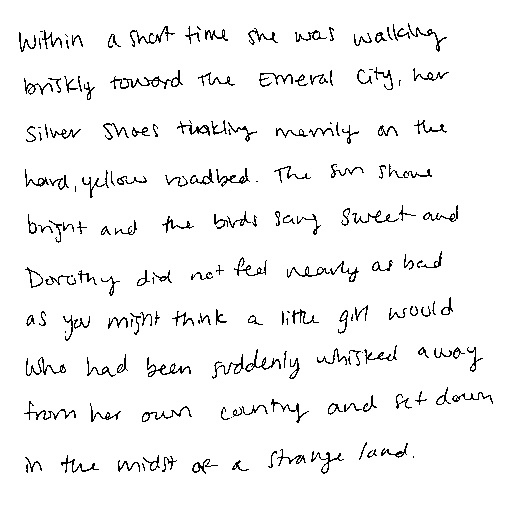 Within a short time she was walking
briskly toward the Emeral City, her
Silver Shoes tinkling merrily on the
hard, yellow roadbed. The sun shone
bright and the birds sang sweet and
Dorothy did not feel nearly as bad
as you might think a little girl would
who had been suddenly whisked away
from her own country and set down
in the midst of a strange land.